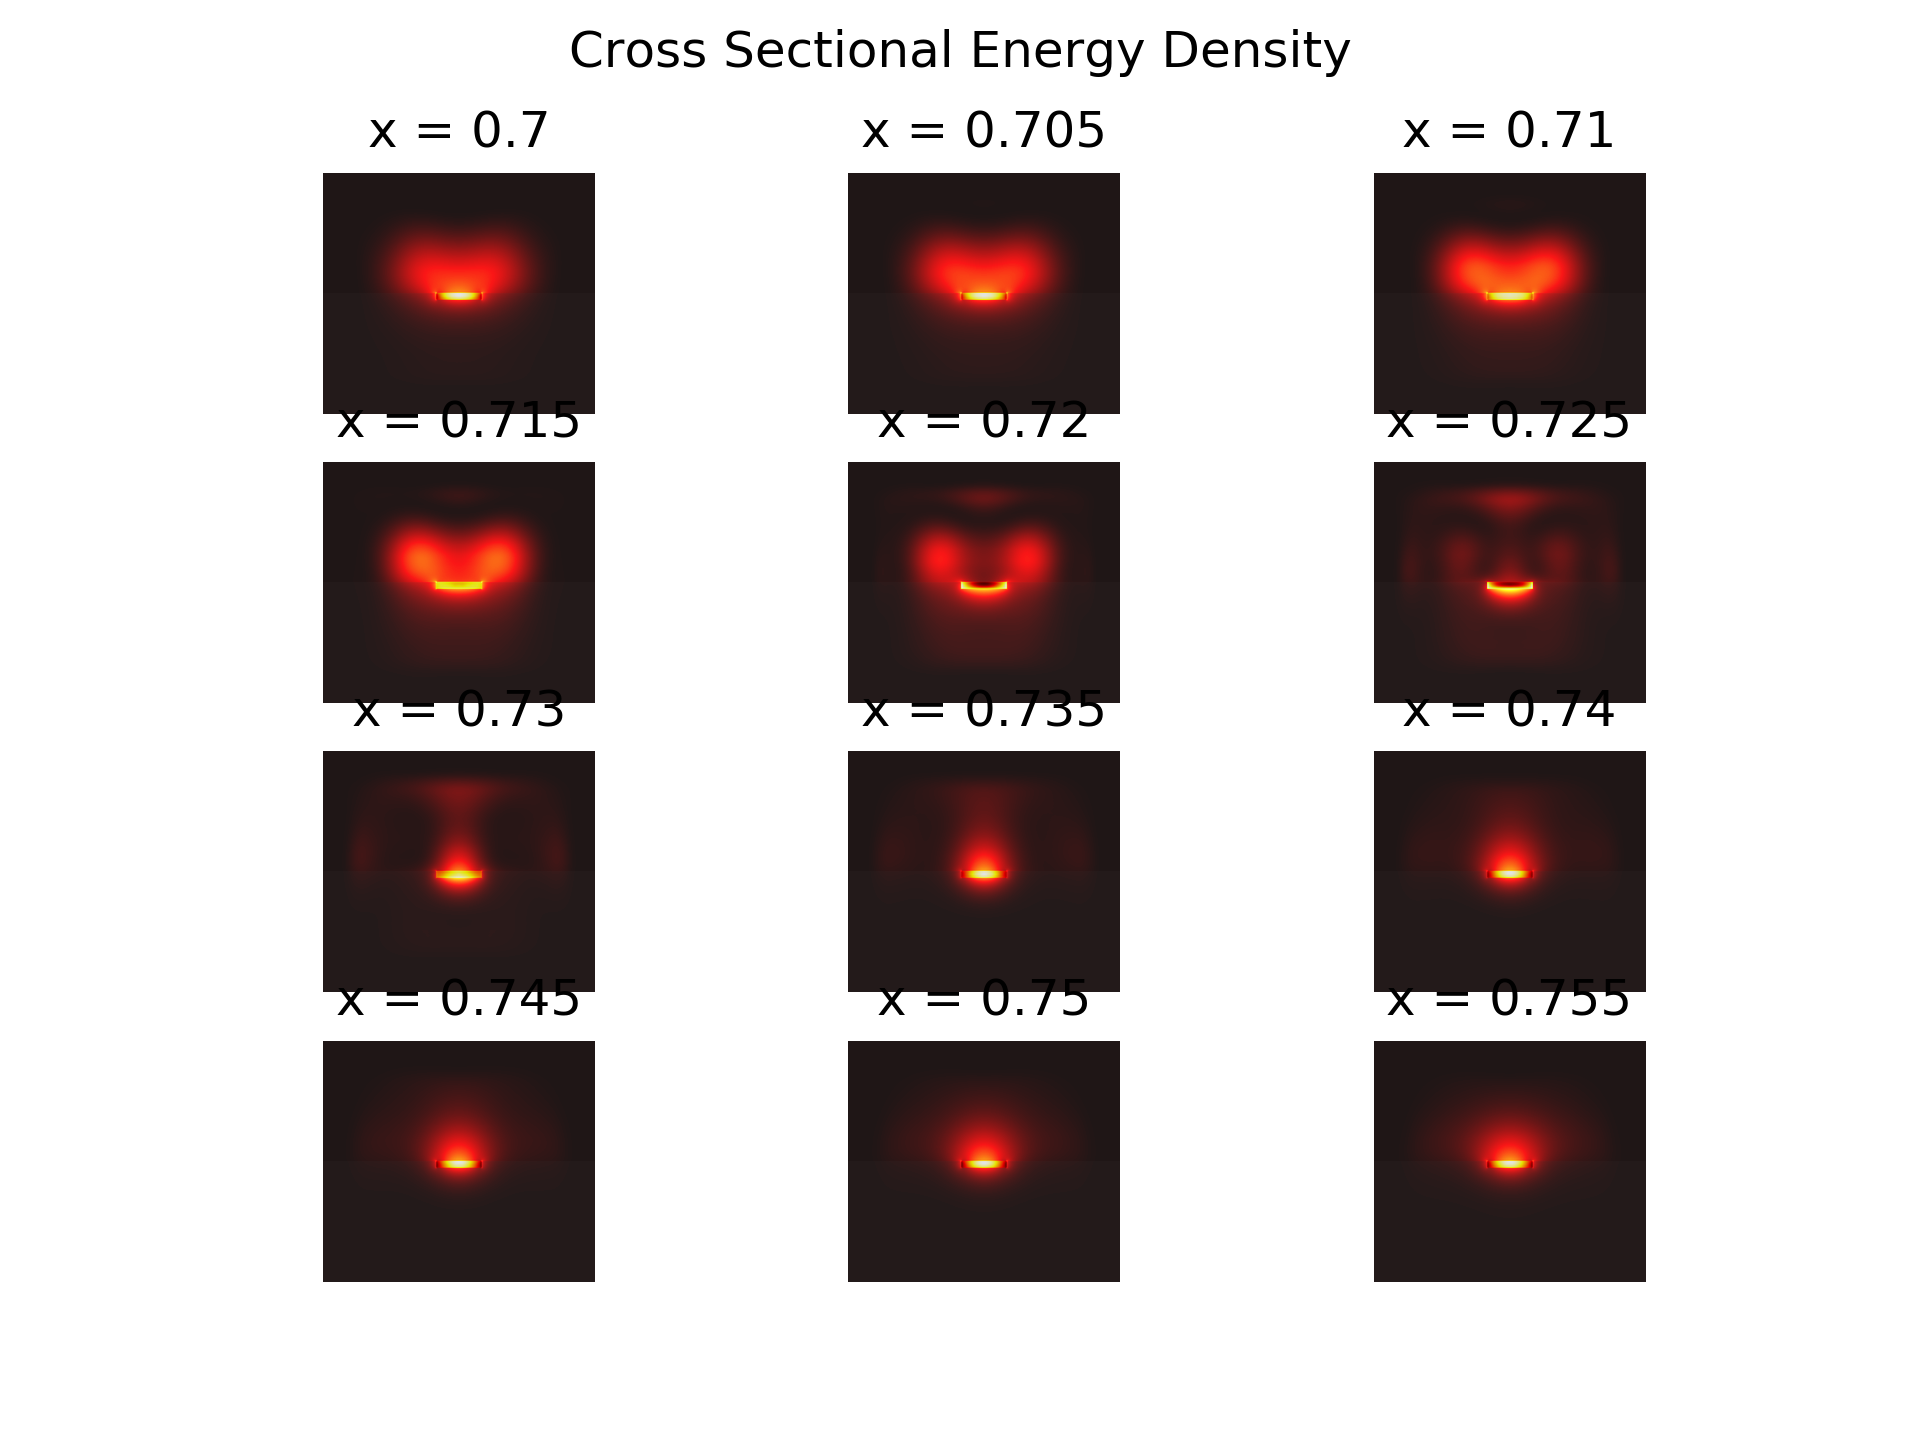 Cross Sectional Energy Density
x = 0.7
x = 0.705
x = 0.71
x = 0.715
x = 0.72
x = 0.725
x = 0.73
x = 0.735
x = 0.74
x = 0.745
x = 0.75
x = 0.755